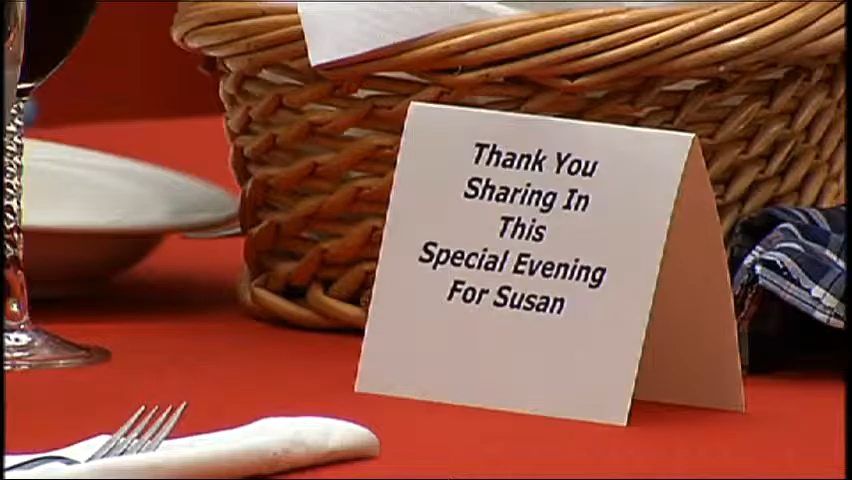 Thank You
Sharing In
This
Special Evening
For Susan